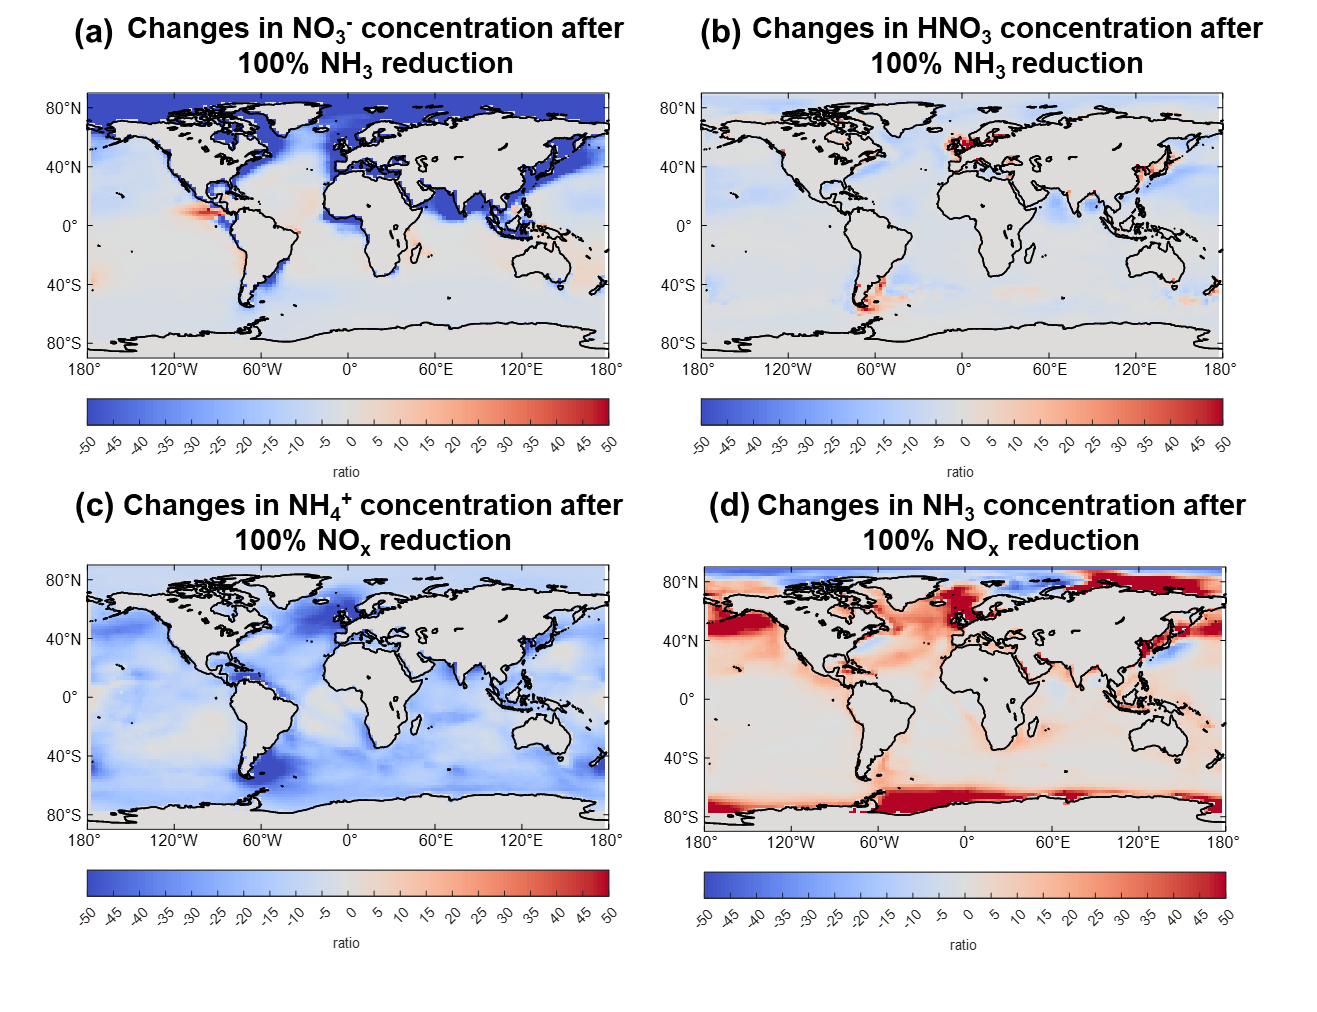 (a) Changes in NO₃⁻ concentration after
100% NH₃ reduction
80°N
40°N
0°
40°S
80°S
180° 120°W 60°W 0° 60°E 120°E 180°
-50 -45 -40 -35 -30 -25 -20 -15 -10 -5 0 5 10 15 20 25 30 35 40 45 50
ratio
(b) Changes in HNO₃ concentration after
100% NH₃ reduction
80°N
40°N
0°
40°S
80°S
180° 120°W 60°W 0° 60°E 120°E 180°
-50 -45 -40 -35 -30 -25 -20 -15 -10 -5 0 5 10 15 20 25 30 35 40 45 50
ratio
(c) Changes in NH₄⁺ concentration after
100% NOₓ reduction
80°N
40°N
0°
40°S
80°S
180° 120°W 60°W 0° 60°E 120°E 180°
-50 -45 -40 -35 -30 -25 -20 -15 -10 -5 0 5 10 15 20 25 30 35 40 45 50
ratio
(d) Changes in NH₃ concentration after
100% NOₓ reduction
80°N
40°N
0°
40°S
80°S
180° 120°W 60°W 0° 60°E 120°E 180°
-50 -45 -40 -35 -30 -25 -20 -15 -10 -5 0 5 10 15 20 25 30 35 40 45 50
ratio